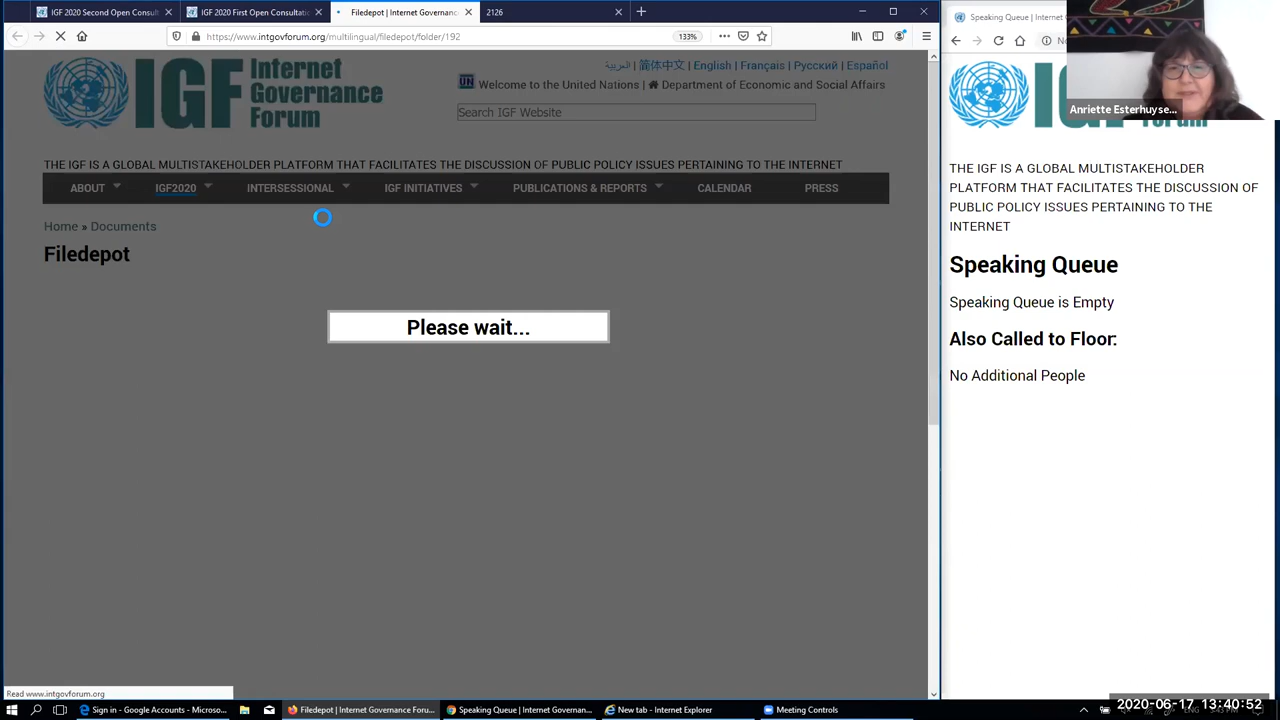 IGF 2020 Second Open Consult
IGF 2020 First Open Consultatio
Filedepot | Internet Governanc
2126
https://www.intgovforum.org/multilingual/filedepot/folder/192
133%
IGF
Internet
Governance
Forum
العربية | 简体中文 | English | Français | Русский | Español
UN Welcome to the United Nations | Department of Economic and Social Affairs
Search IGF Website
THE IGF IS A GLOBAL MULTISTAKEHOLDER PLATFORM THAT FACILITATES THE DISCUSSION OF PUBLIC POLICY ISSUES PERTAINING TO THE INTERNET
ABOUT IGF2020 INTERSESSIONAL IGF INITIATIVES PUBLICATIONS & REPORTS CALENDAR PRESS
Home » Documents
Filedepot
Please wait...
Read www.intgovforum.org
Speaking Queue | Internet
Anriette Esterhuyse...
THE IGF IS A GLOBAL MULTISTAKEHOLDER
PLATFORM THAT FACILITATES THE DISCUSSION OF
PUBLIC POLICY ISSUES PERTAINING TO THE
INTERNET
Speaking Queue
Speaking Queue is Empty
Also Called to Floor:
No Additional People
Sign in - Google Accounts - Microso...
Filedepot | Internet Governance Foru...
Speaking Queue | Internet Governan...
New tab - Internet Explorer
Meeting Controls
2020-06-17 13:40:52